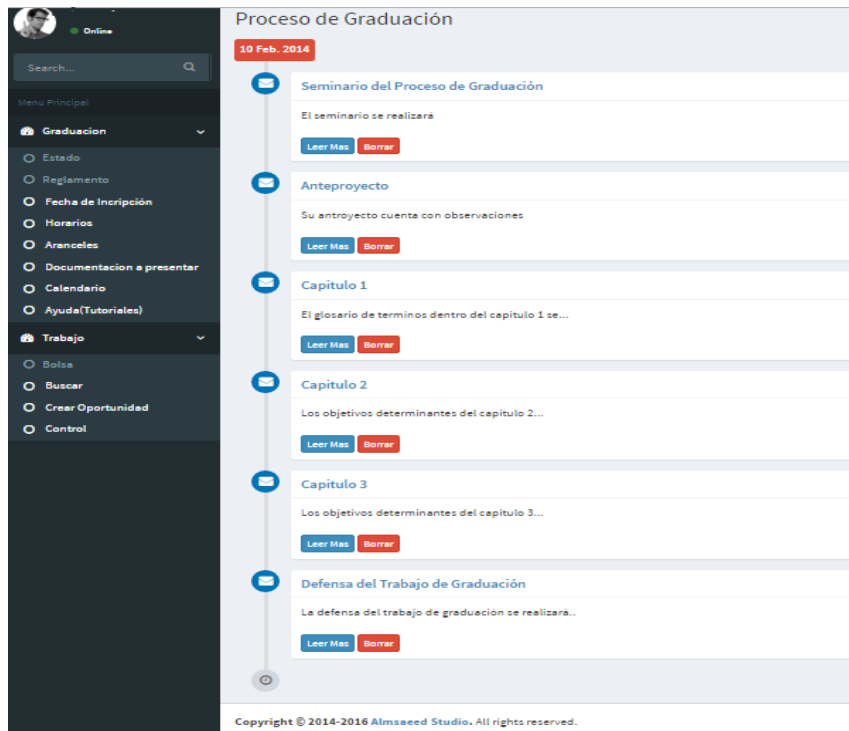 Online
Search...
Menu Principal
Graduacion
Estado
Reglamento
Fecha de Incripción
Horarios
Aranceles
Documentacion a presentar
Calendario
Ayuda(Tutoriales)
Trabajo
Bolsa
Buscar
Crear Oportunidad
Control
Proceso de Graduación
10 Feb. 2014
Seminario del Proceso de Graduación
El seminario se realizará
Leer Mas Borrar
Anteproyecto
Su antroyecto cuenta con observaciones
Leer Mas Borrar
Capitulo 1
El glosario de terminos dentro del capitulo 1 se...
Leer Mas Borrar
Capitulo 2
Los objetivos determinantes del capitulo 2...
Leer Mas Borrar
Capitulo 3
Los objetivos determinantes del capitulo 3...
Leer Mas Borrar
Defensa del Trabajo de Graduación
La defensa del trabajo de graduación se realizará..
Leer Mas Borrar
Copyright © 2014-2016 Almsaeed Studio. All rights reserved.